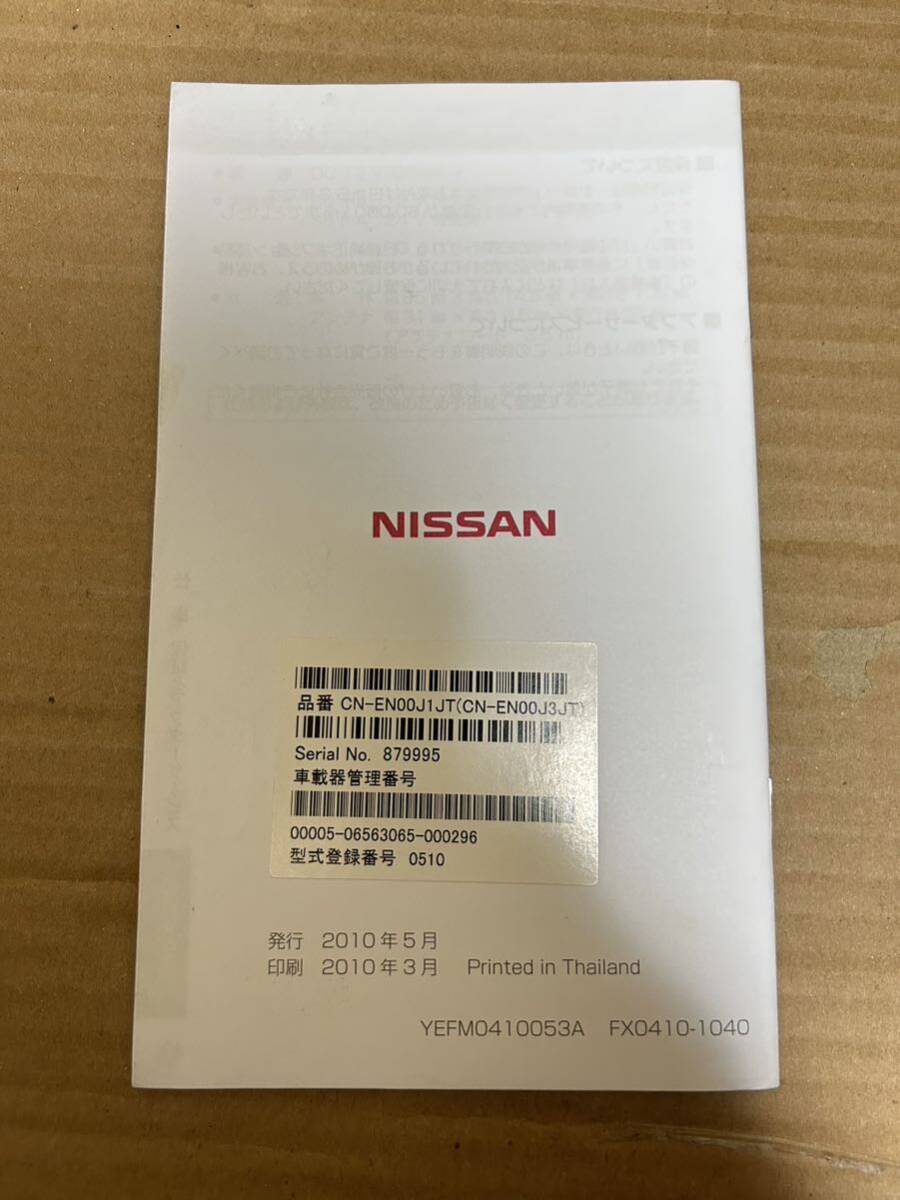 NISSAN
品番 CN-EN00J1JT(CN-EN00J3JT)
Serial No. 879995
車載器管理番号
00005-06563065-000296
型式登録番号 0510
発行 2010年5月
印刷 2010年3月 Printed in Thailand
YEFM0410053A FX0410-1040